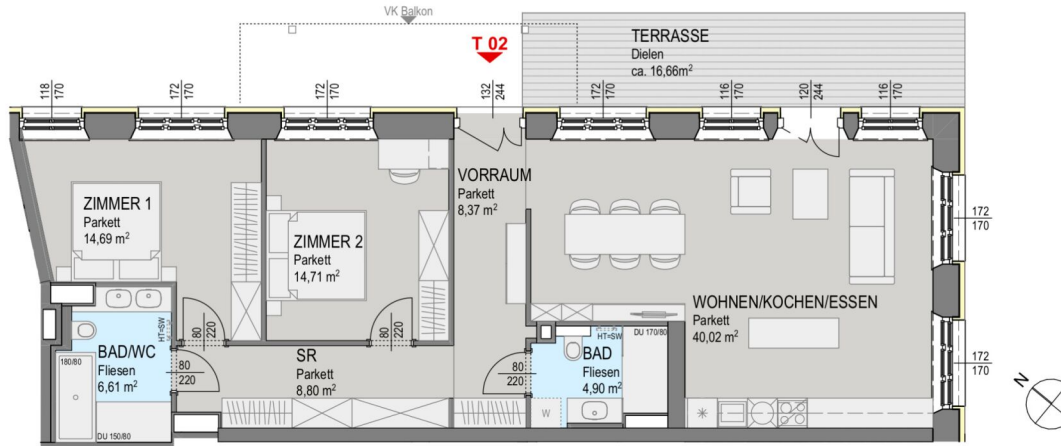 VK Balkon
T 02
TERRASSE
Dielen
ca. 16,66m²
118
170
172
170
172
170
132
244
172
170
116
170
120
244
116
170
ZIMMER 1
Parkett
14,69 m²
ZIMMER 2
Parkett
14,71 m²
VORRAUM
Parkett
8,37 m²
172
170
WOHNEN/KOCHEN/ESSEN
Parkett
40,02 m²
80
220
80
220
HT=SW
BAD/WC
Fliesen
6,61 m²
180/80
DU 150/80
80
220
SR
Parkett
8,80 m²
80
220
HT=SW
DU 170/80
BAD
Fliesen
4,90 m²
W
172
170
N